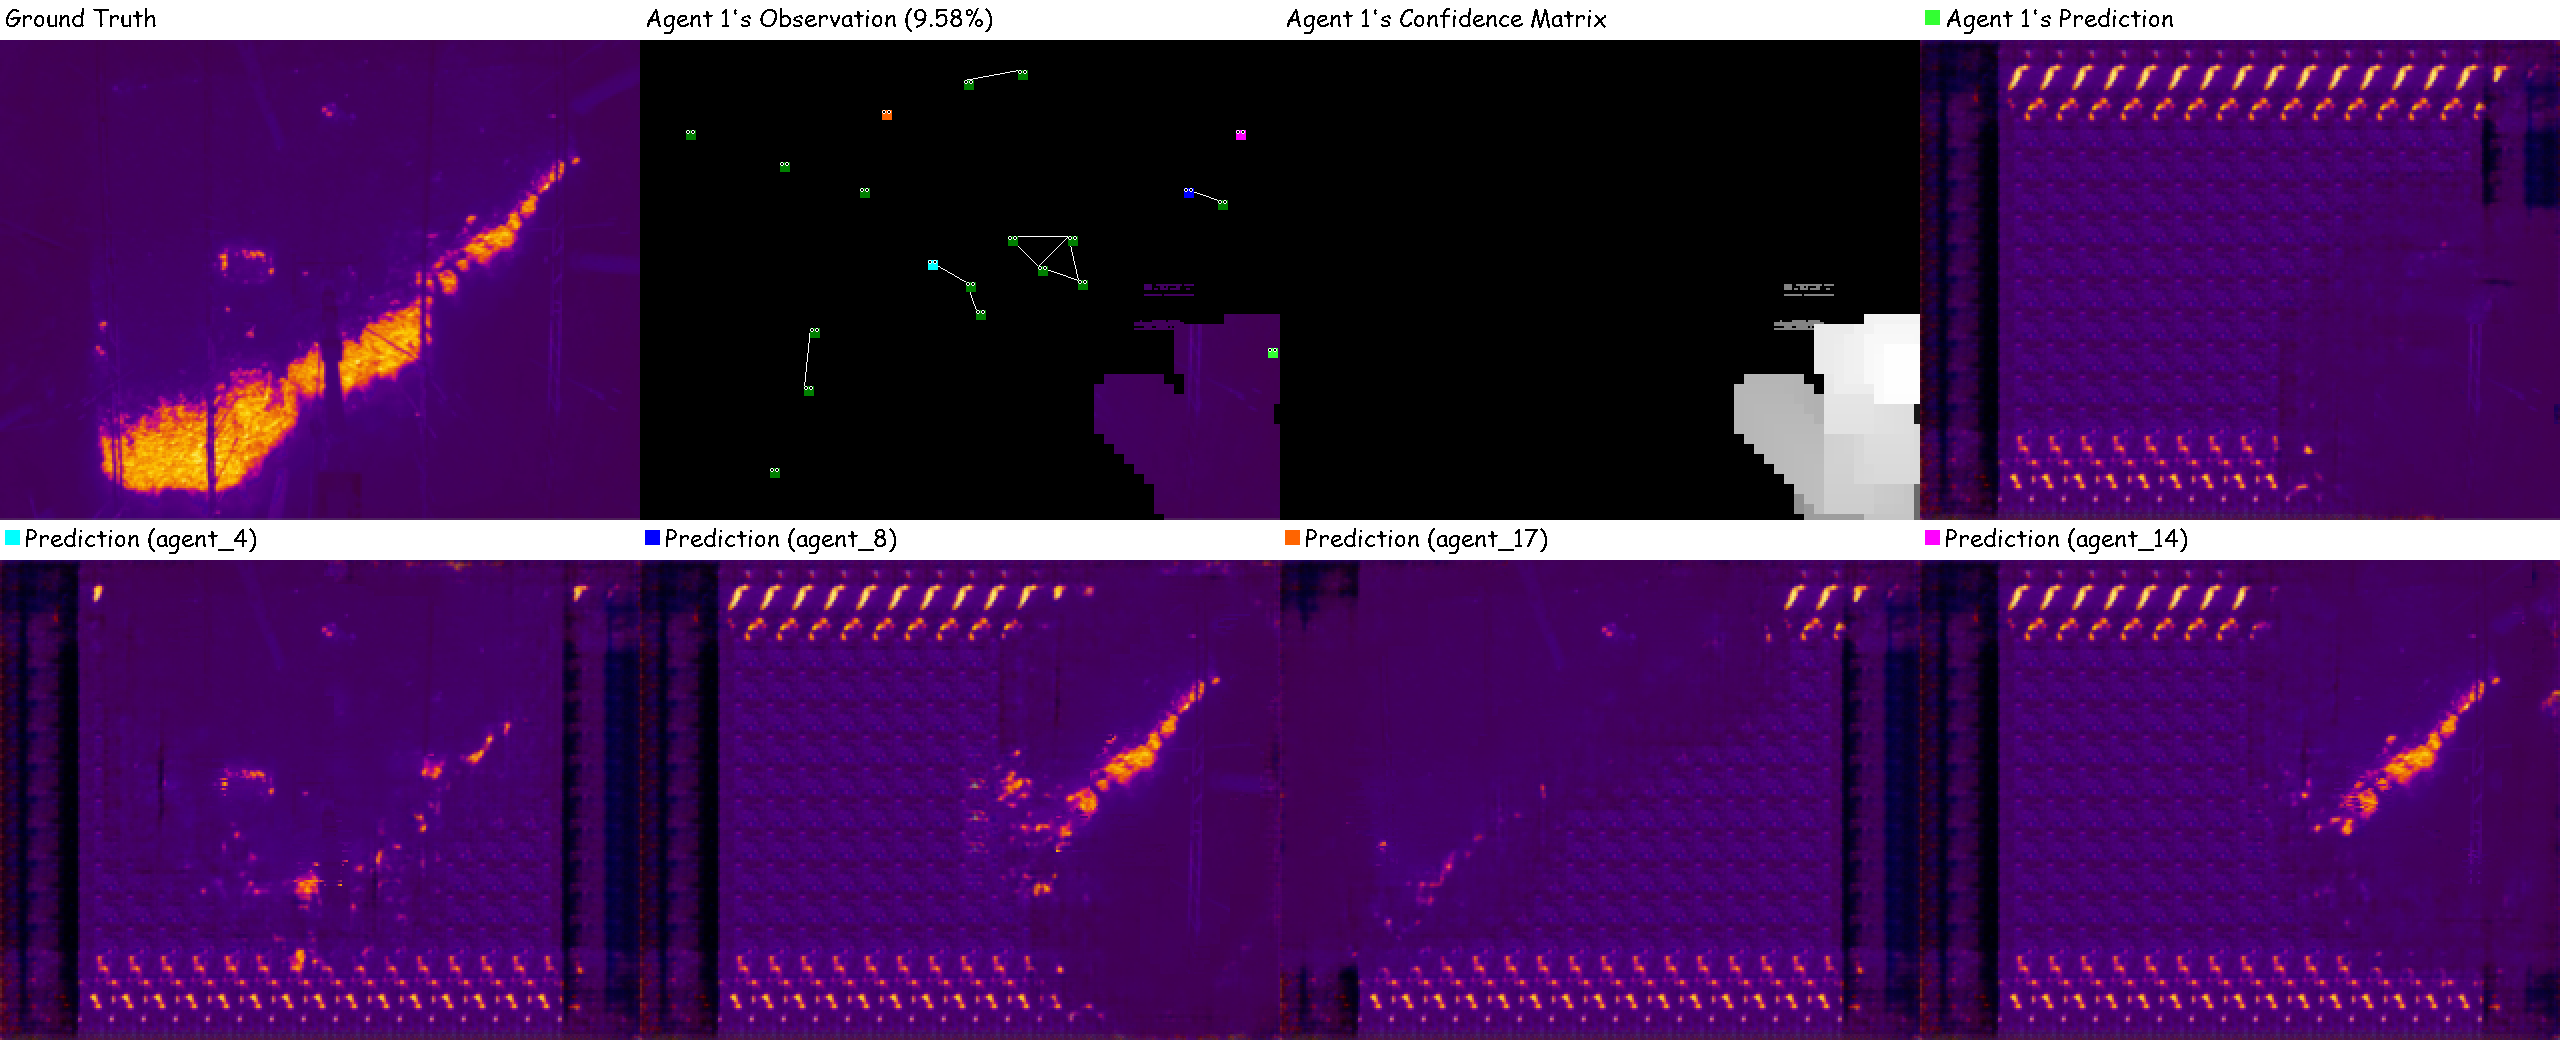 Ground Truth
Agent 1's Observation (9.58%)
Agent 1's Confidence Matrix
Agent 1's Prediction
Prediction (agent_4)
Prediction (agent_8)
Prediction (agent_17)
Prediction (agent_14)